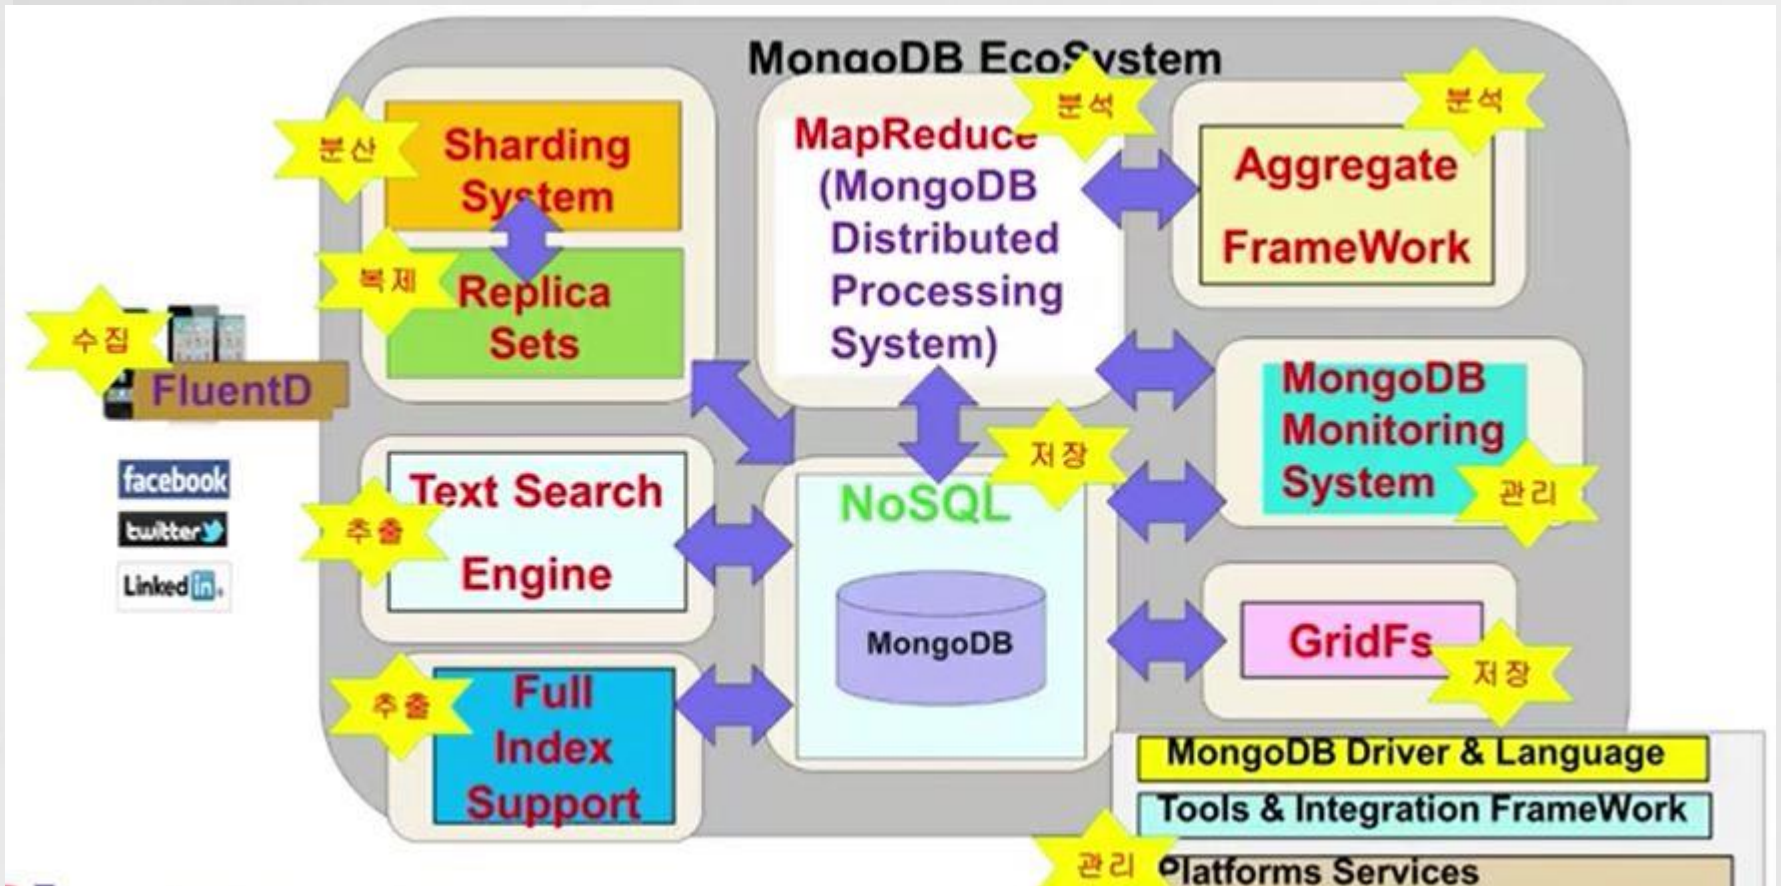 MongoDB EcoSystem
분산
Sharding
System
복제
Replica
Sets
분석
MapReduce
(MongoDB
Distributed
Processing
System)
분석
Aggregate
FrameWork
수집
FluentD
facebook
twitter
Linked in
추출
Text Search
Engine
저장
NoSQL
MongoDB
MongoDB
Monitoring
System
관리
추출
Full
Index
Support
GridFs
저장
MongoDB Driver & Language
Tools & Integration FrameWork
관리
Platforms Services